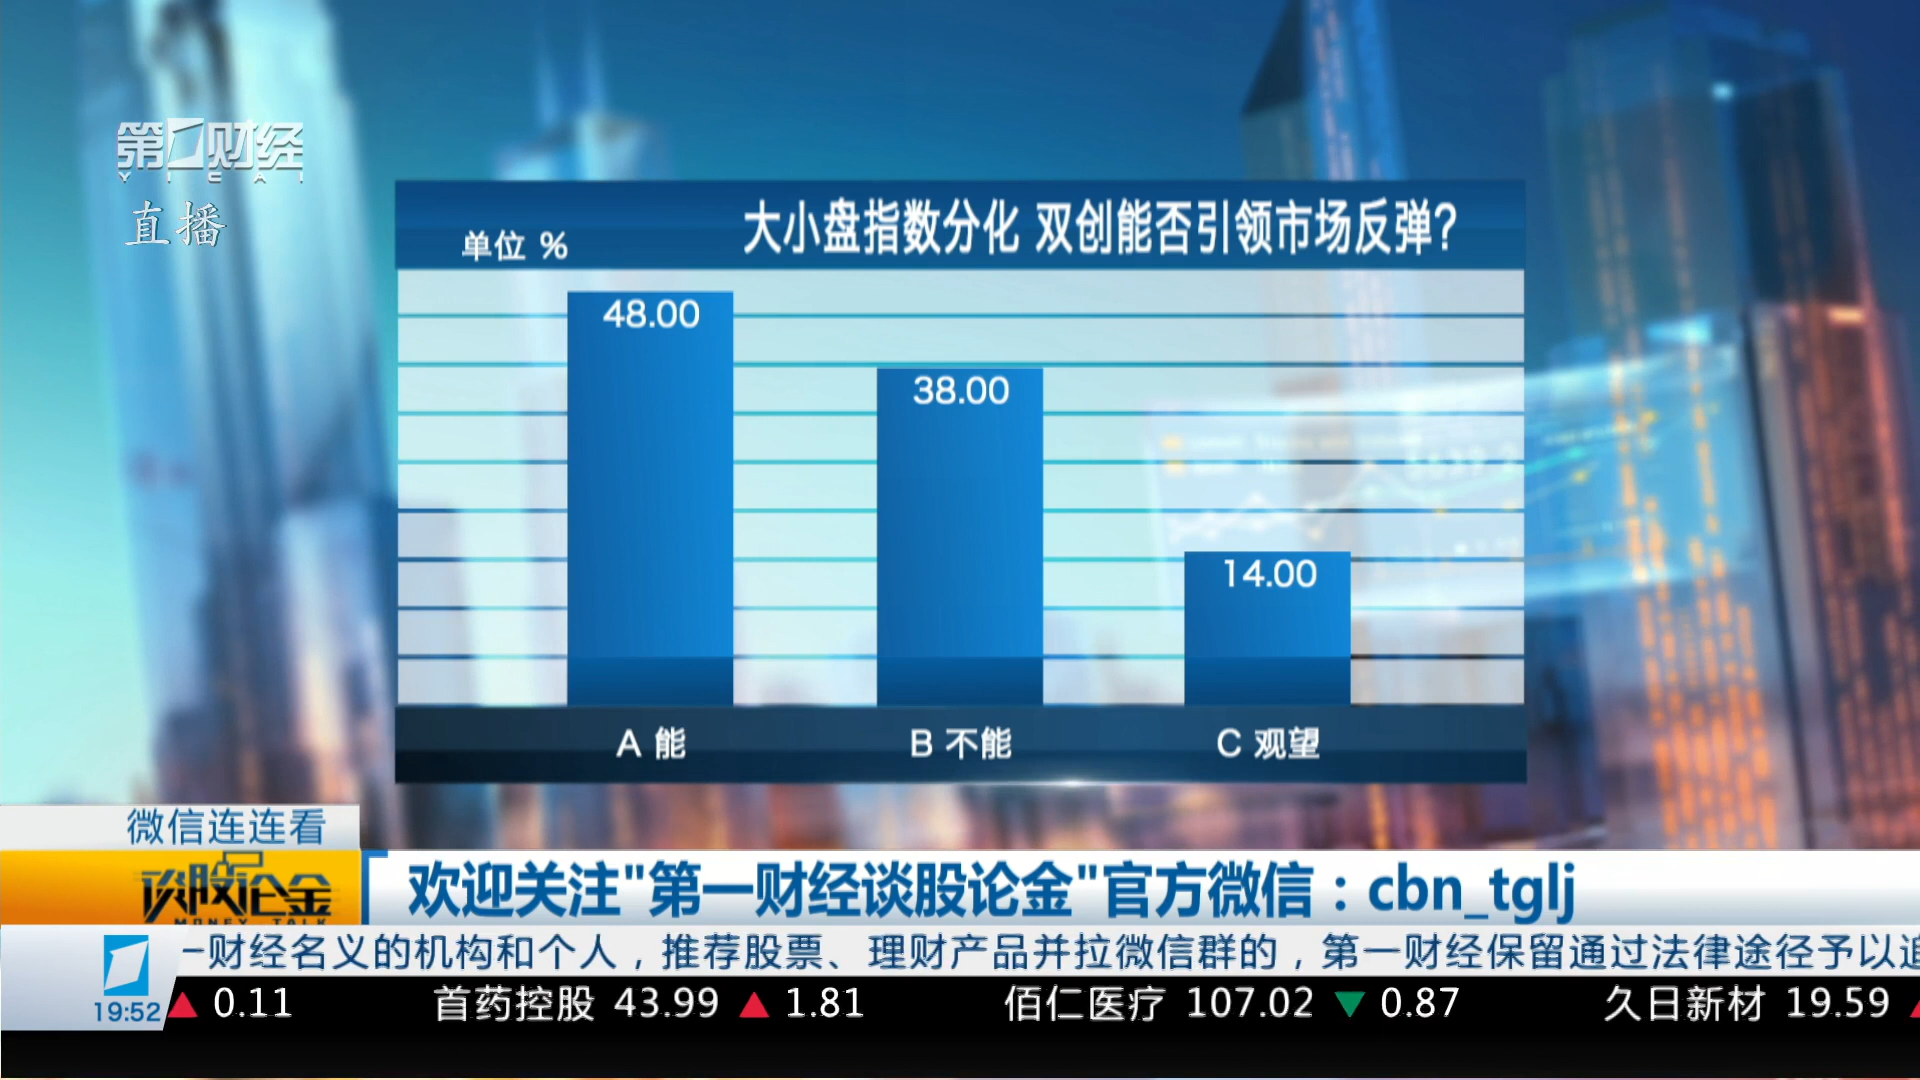 第一财经
YICAI
直播
单位 %
大小盘指数分化 双创能否引领市场反弹?
48.00
38.00
14.00
A 能
B 不能
C 观望
微信连连看
谈股论金
MONEY TALK
欢迎关注"第一财经谈股论金"官方微信：cbn_tglj
一财经名义的机构和个人，推荐股票、理财产品并拉微信群的，第一财经保留通过法律途径予以追
19:52
▲ 0.11 首药控股 43.99 ▲ 1.81 佰仁医疗 107.02 ▼ 0.87 久日新材 19.59 ▲